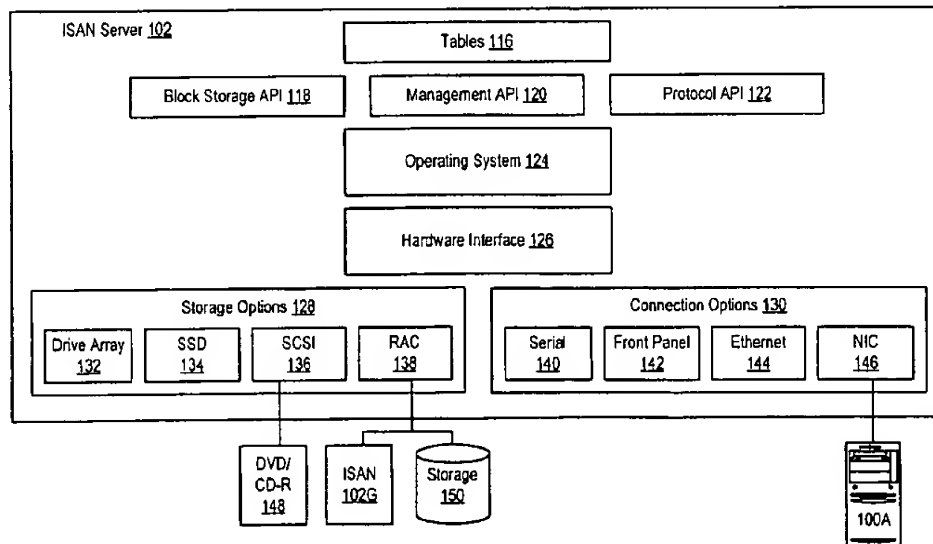 ISAN Server 102
Tables 116
Block Storage API 118
Management API 120
Protocol API 122
Operating System 124
Hardware Interface 126
Storage Options 128
Connection Options 130
Drive Array
132
SSD
134
SCSI
136
RAC
138
Serial
140
Front Panel
142
Ethernet
144
NIC
146
DVD/
CD-R
148
ISAN
102G
Storage
150
100A